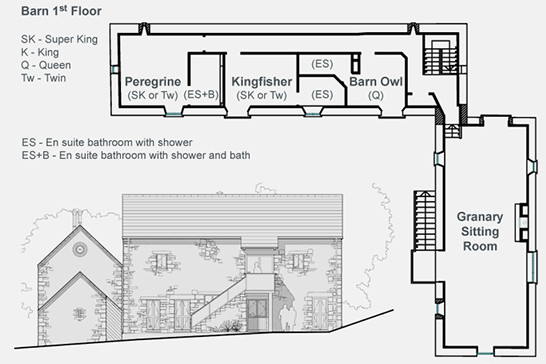 Barn 1st Floor
SK - Super King
K - King
Q - Queen
Tw - Twin
Peregrine
(SK or Tw)
(ES+B)
Kingfisher
(SK or Tw)
(ES)
(ES)
Barn Owl
(Q)
ES - En suite bathroom with shower
ES+B - En suite bathroom with shower and bath
Granary
Sitting
Room